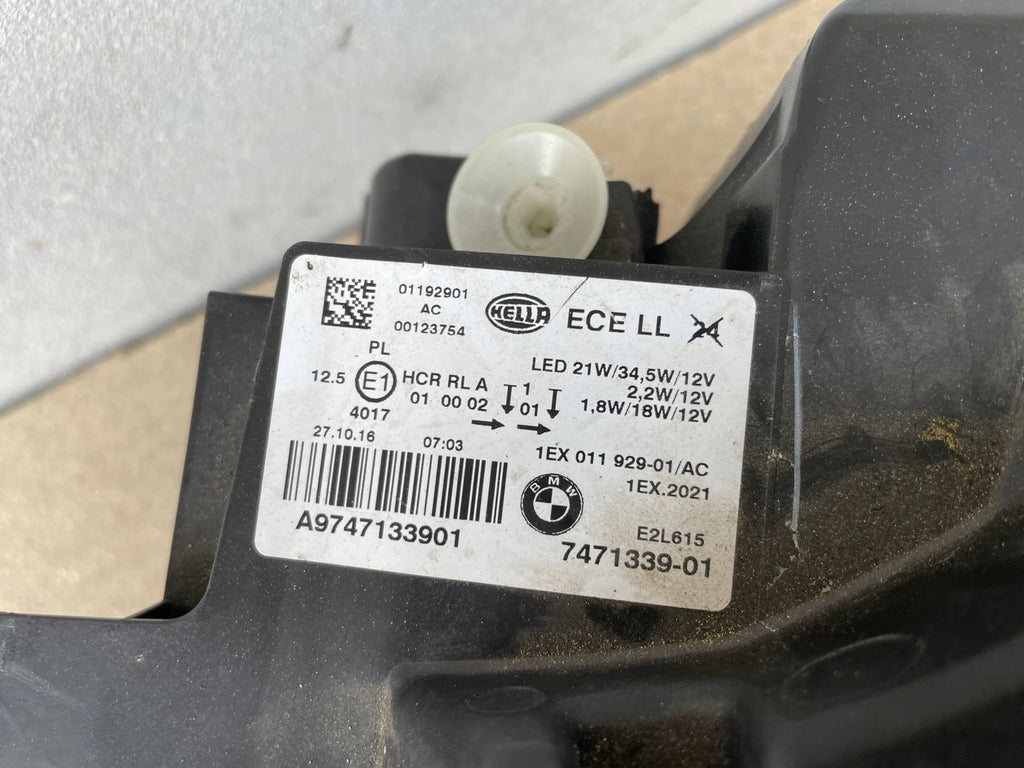 01192901
AC
00123754
HELLA
ECE LL 24
PL
12.5 E1 HCR RL A 1
01 0 0 02 01
4017
LED 21W/34,5W/12V
2,2W/12V
1,8W/18W/12V
27.10.16 07:03
1EX 011 929-01/AC
1EX.2021
A9747133901
BMW
E2L615
7471339-01